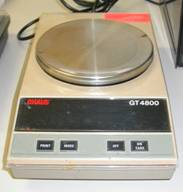 OHAUS GT4800
PRINT MODE OFF ON TARE